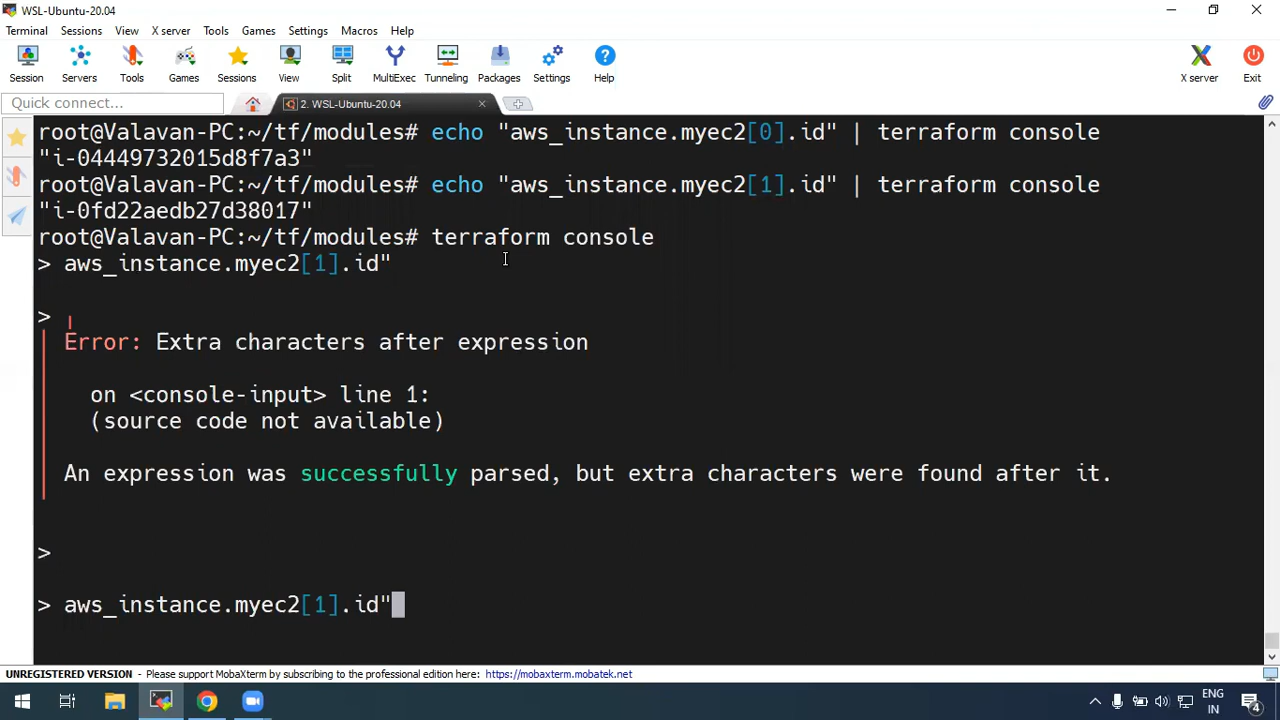 WSL-Ubuntu-20.04
Terminal Sessions View X server Tools Games Settings Macros Help
Session Servers Tools Games Sessions View Split MultiExec Tunneling Packages Settings Help X server Exit
Quick connect... 2. WSL-Ubuntu-20.04
root@Valavan-PC:~/tf/modules# echo "aws_instance.myec2[0].id" | terraform console
"i-04449732015d8f7a3"
root@Valavan-PC:~/tf/modules# echo "aws_instance.myec2[1].id" | terraform console
"i-0fd22aedb27d38017"
root@Valavan-PC:~/tf/modules# terraform console
> aws_instance.myec2[1].id"
>
Error: Extra characters after expression
on <console-input> line 1:
(source code not available)
An expression was successfully parsed, but extra characters were found after it.
>
> aws_instance.myec2[1].id"
UNREGISTERED VERSION - Please support MobaXterm by subscribing to the professional edition here: https://mobaxterm.mobatek.net
ENG
IN
4